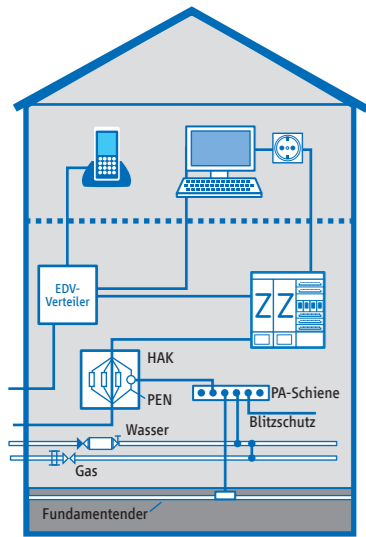 EDV-
Verteiler
ZZ
HAK
PEN
PA-Schiene
Blitzschutz
Wasser
Gas
Fundamentender